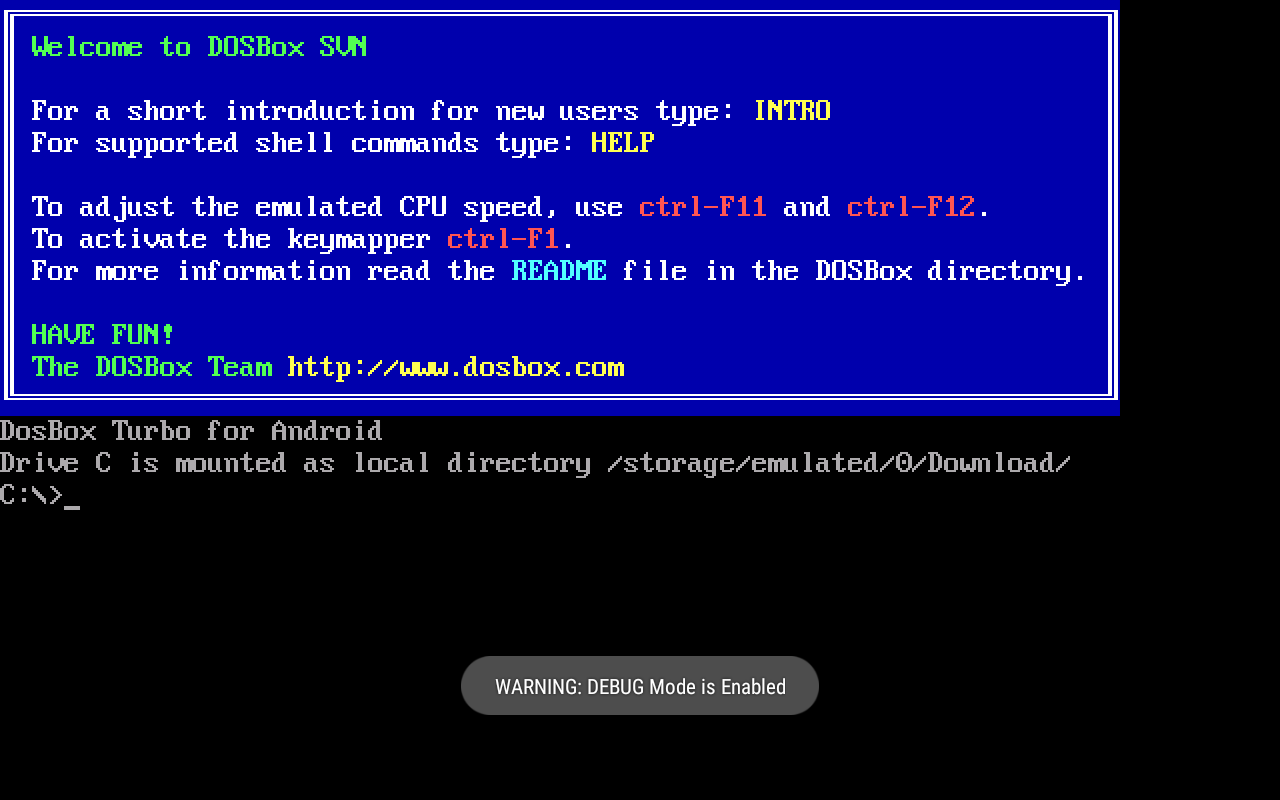 Welcome to DOSBox SVN
For a short introduction for new users type: INTRO
For supported shell commands type: HELP
To adjust the emulated CPU speed, use ctrl-F11 and ctrl-F12.
To activate the keymapper ctrl-F1.
For more information read the README file in the DOSBox directory.
HAVE FUN!
The DOSBox Team http://www.dosbox.com
DosBox Turbo for Android
Drive C is mounted as local directory /storage/emulated/0/Download/
C:\>_
WARNING: DEBUG Mode is Enabled